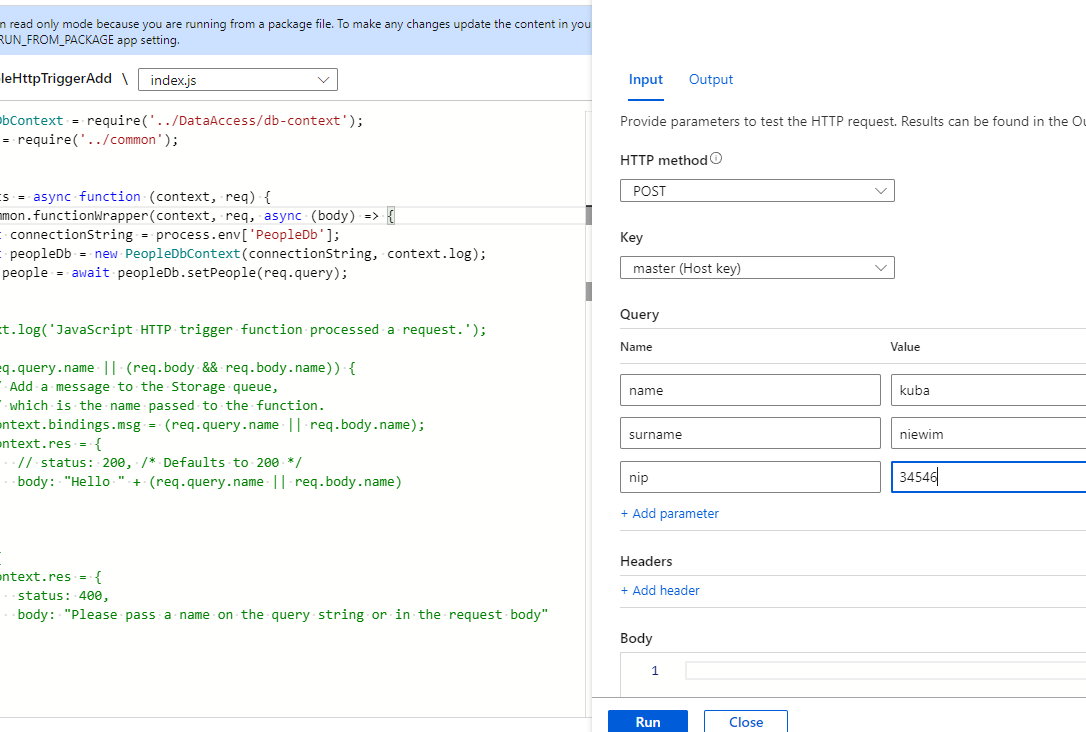 n read only mode because you are running from a package file. To make any changes update the content in you
RUN_FROM_PACKAGE app setting.
leHttpTriggerAdd \ index.js
DbContext = require('../DataAccess/db-context');
= require('../common');
ts = async function (context, req) {
mmon.functionWrapper(context, req, async (body) => {
t connectionString = process.env['PeopleDb'];
t peopleDb = new PeopleDbContext(connectionString, context.log);
people = await peopleDb.setPeople(req.query);
xt.log('JavaScript HTTP trigger function processed a request.');
eq.query.name || (req.body && req.body.name)) {
/ Add a message to the Storage queue,
/ which is the name passed to the function.
ontext.bindings.msg = (req.query.name || req.body.name);
ontext.res = {
// status: 200, /* Defaults to 200 */
body: "Hello " + (req.query.name || req.body.name)
{
ontext.res = {
status: 400,
body: "Please pass a name on the query string or in the request body"
Input Output
Provide parameters to test the HTTP request. Results can be found in the Ou
HTTP method
POST
Key
master (Host key)
Query
Name Value
name kuba
surname niewim
nip 34546
+ Add parameter
Headers
+ Add header
Body
1
Run Close